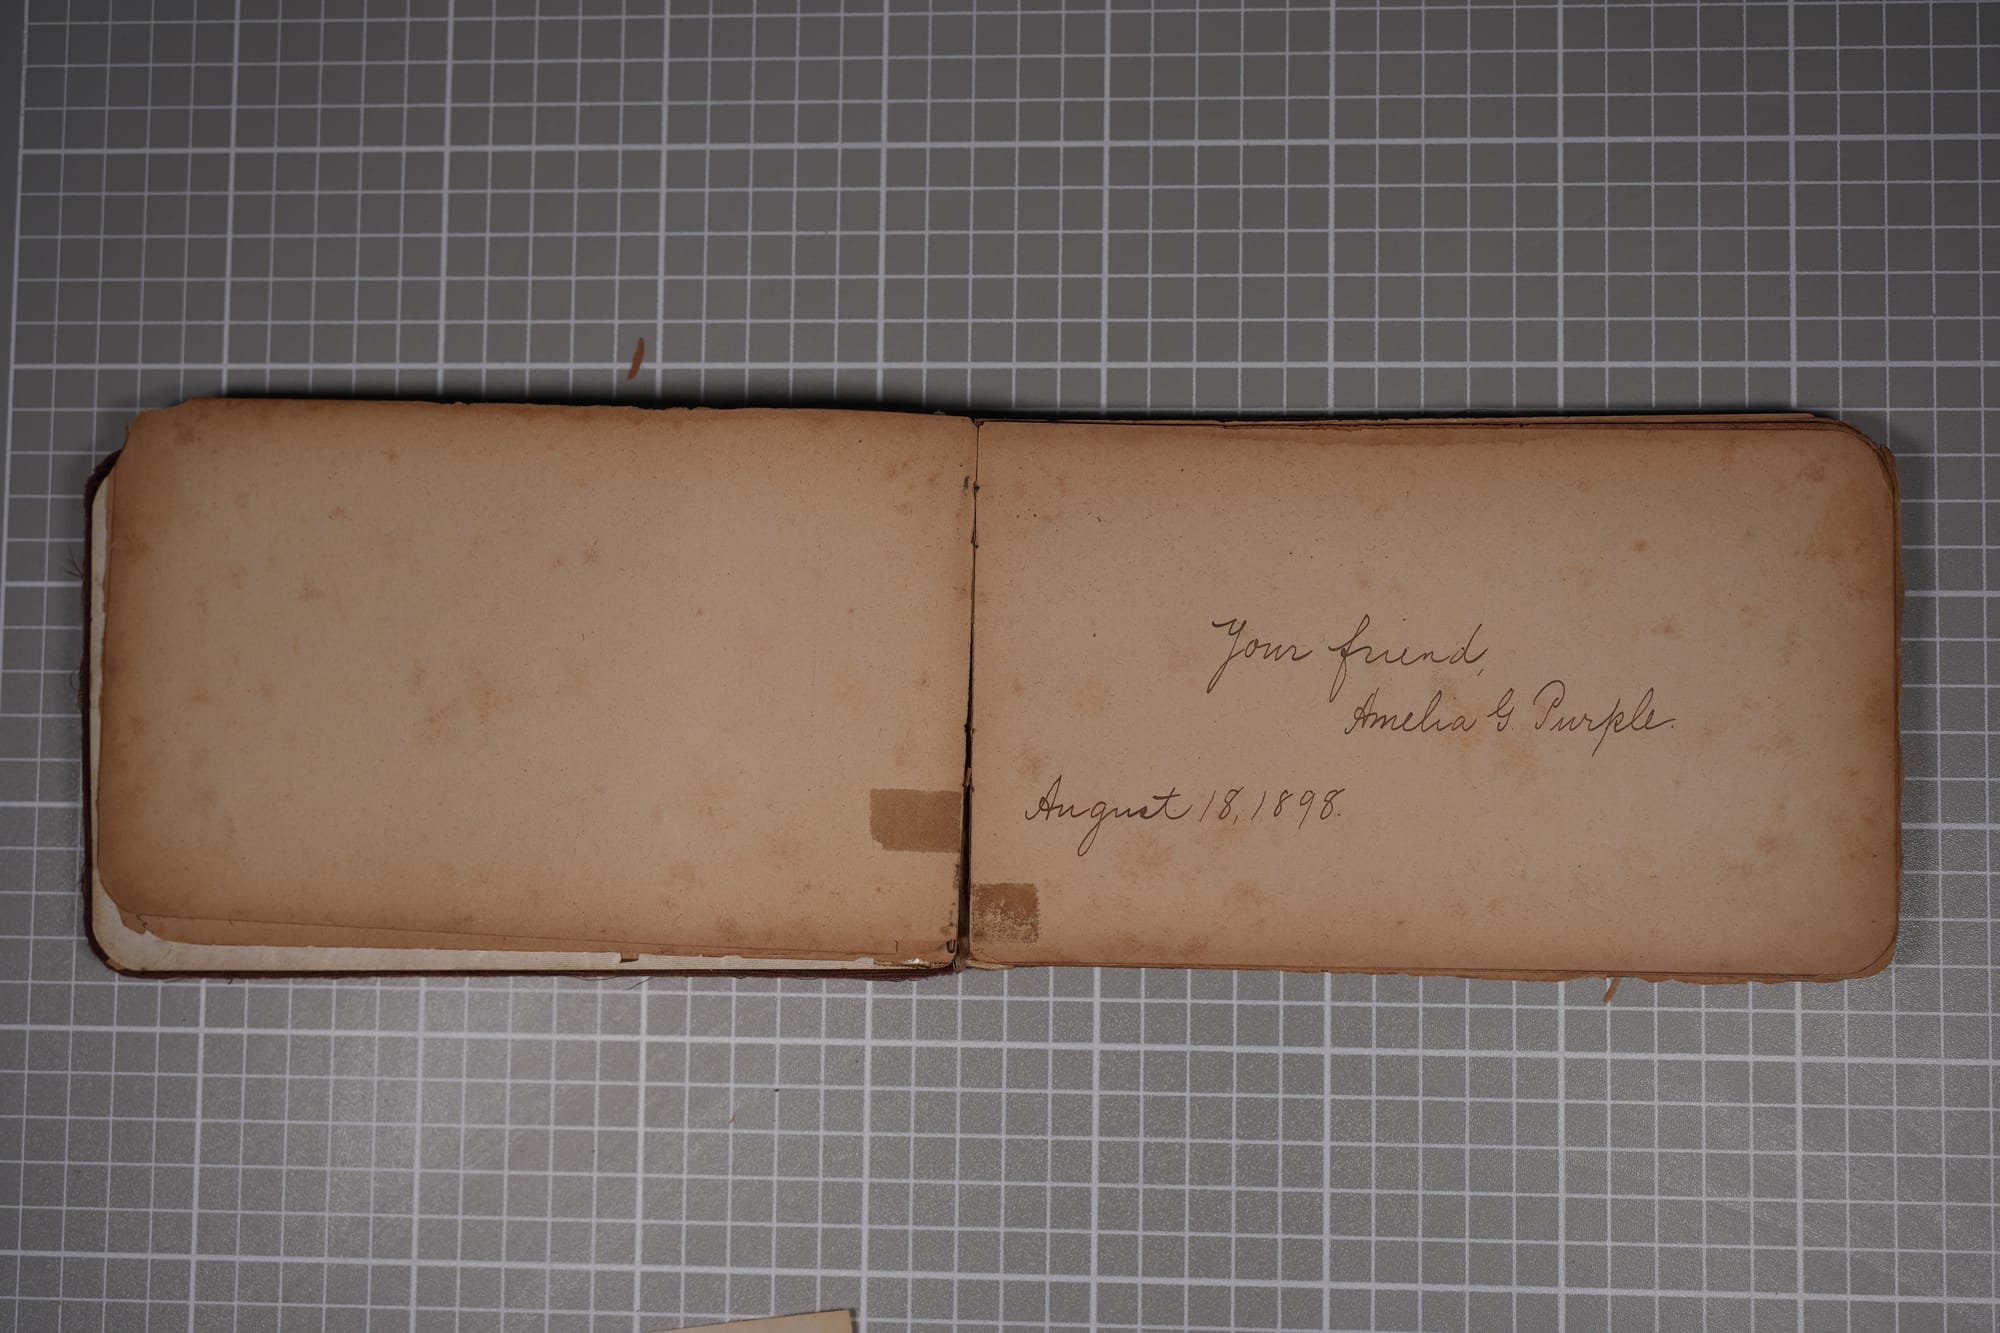 Your friend,
Amelia G. Purple.
August 18, 1898.